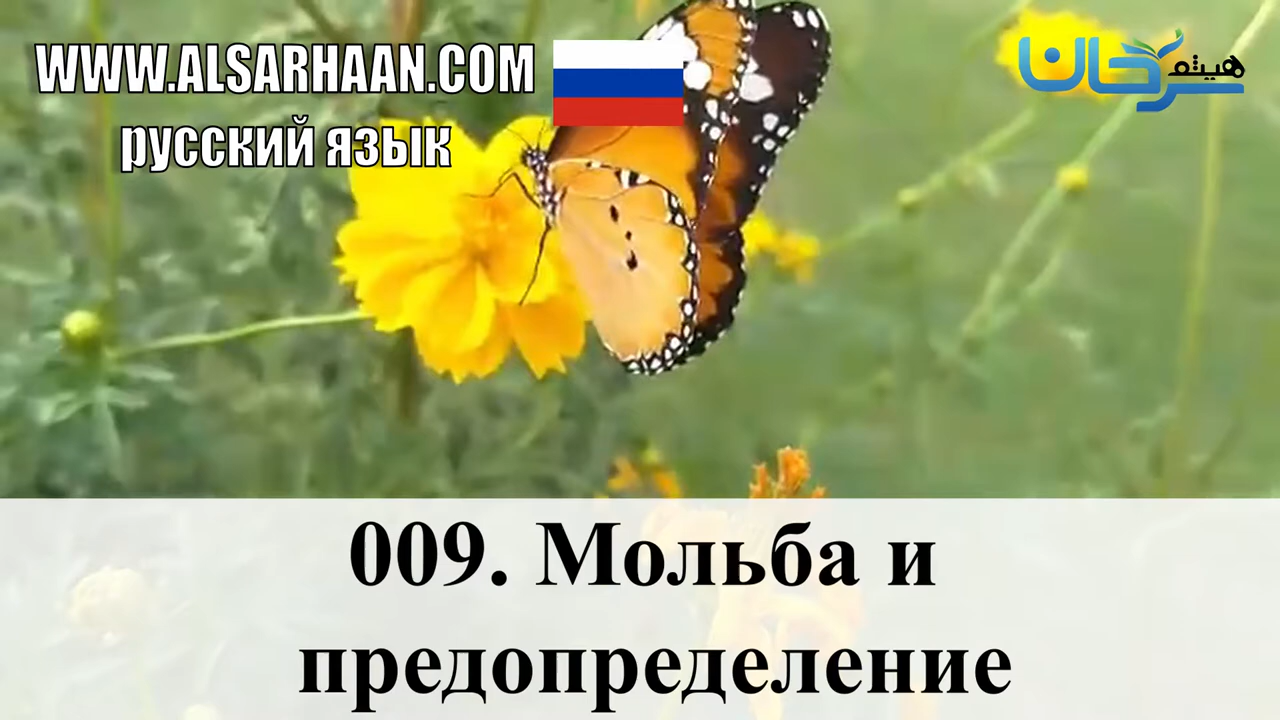 WWW.ALSARHAAN.COM
русский язык
هيثم
سرحان
009. Мольба и
предопределение